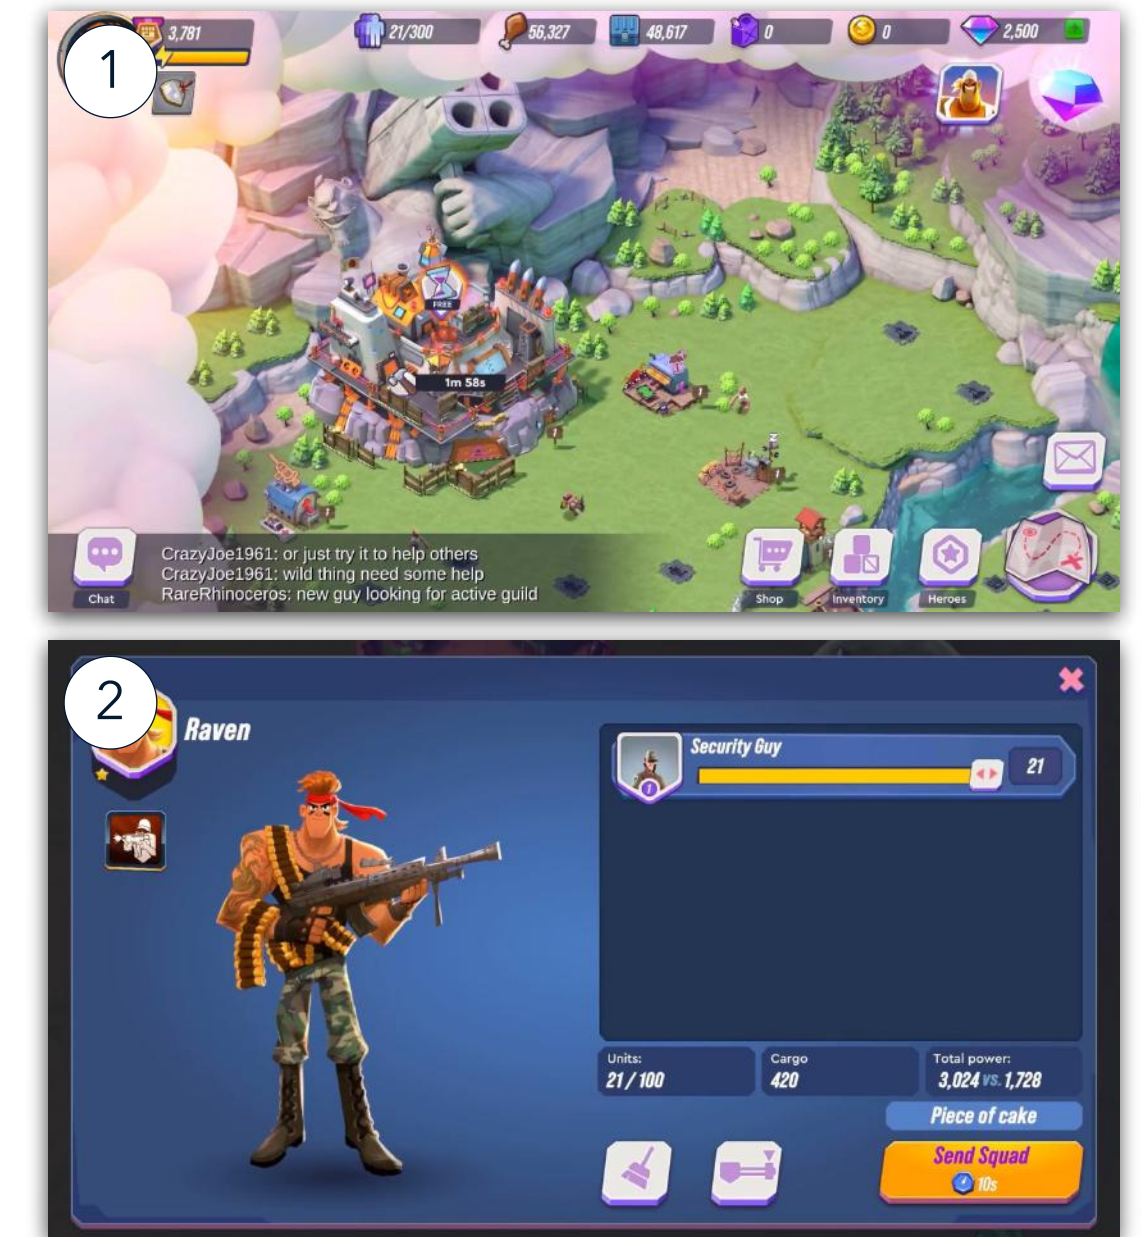 1
3,781
21/300
56,327
48,617
0
0
2,500
FREE
1m 58s
CrazyJoe1961: or just try it to help others
CrazyJoe1961: wild thing need some help
RareRhinoceros: new guy looking for active guild
Chat
Shop
Inventory
Heroes
2
Raven
Security Guy
21
1
Units:
21 / 100
Cargo
420
Total power:
3,024 vs. 1,728
Piece of cake
Send Squad
10s